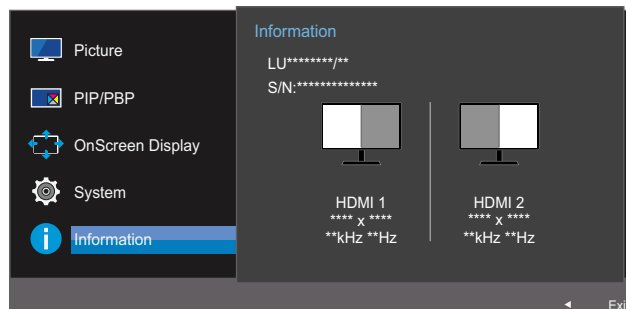 Picture
PIP/PBP
OnScreen Display
System
Information
Information
LU********/**
S/N:**************
HDMI 1
**** x ****
**kHz **Hz
HDMI 2
**** x ****
**kHz **Hz